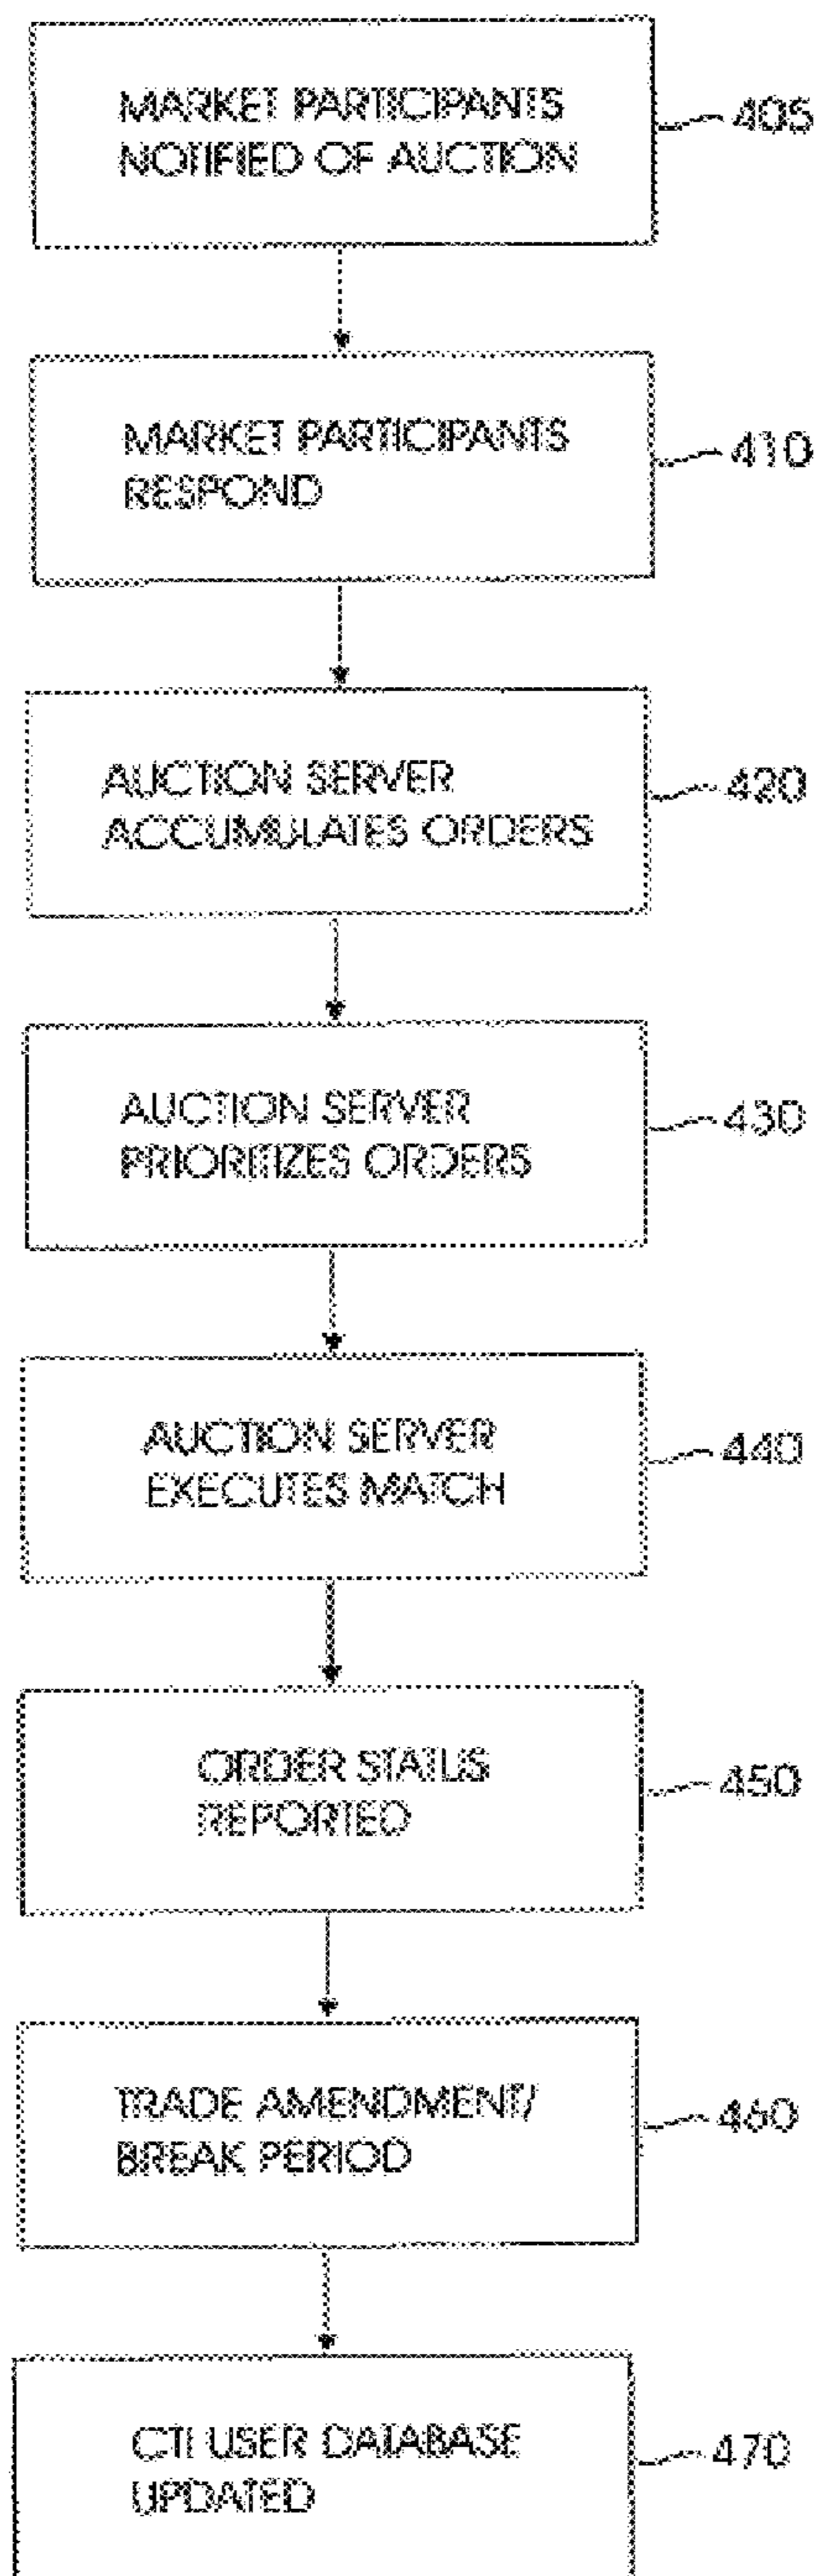 MARKET PARTICIPANTS
NOTIFIED OF AUCTION
405
MARKET PARTICIPANTS
RESPOND
410
AUCTION SERVER
ACCUMULATES ORDERS
420
AUCTION SERVER
PRIORITIZES ORDERS
430
AUCTION SERVER
EXECUTES MATCH
440
ORDER STATUS
REPORTED
450
TRADE AMENDMENT/
BREAK PERIOD
460
CTI USER DATABASE
UPDATED
470